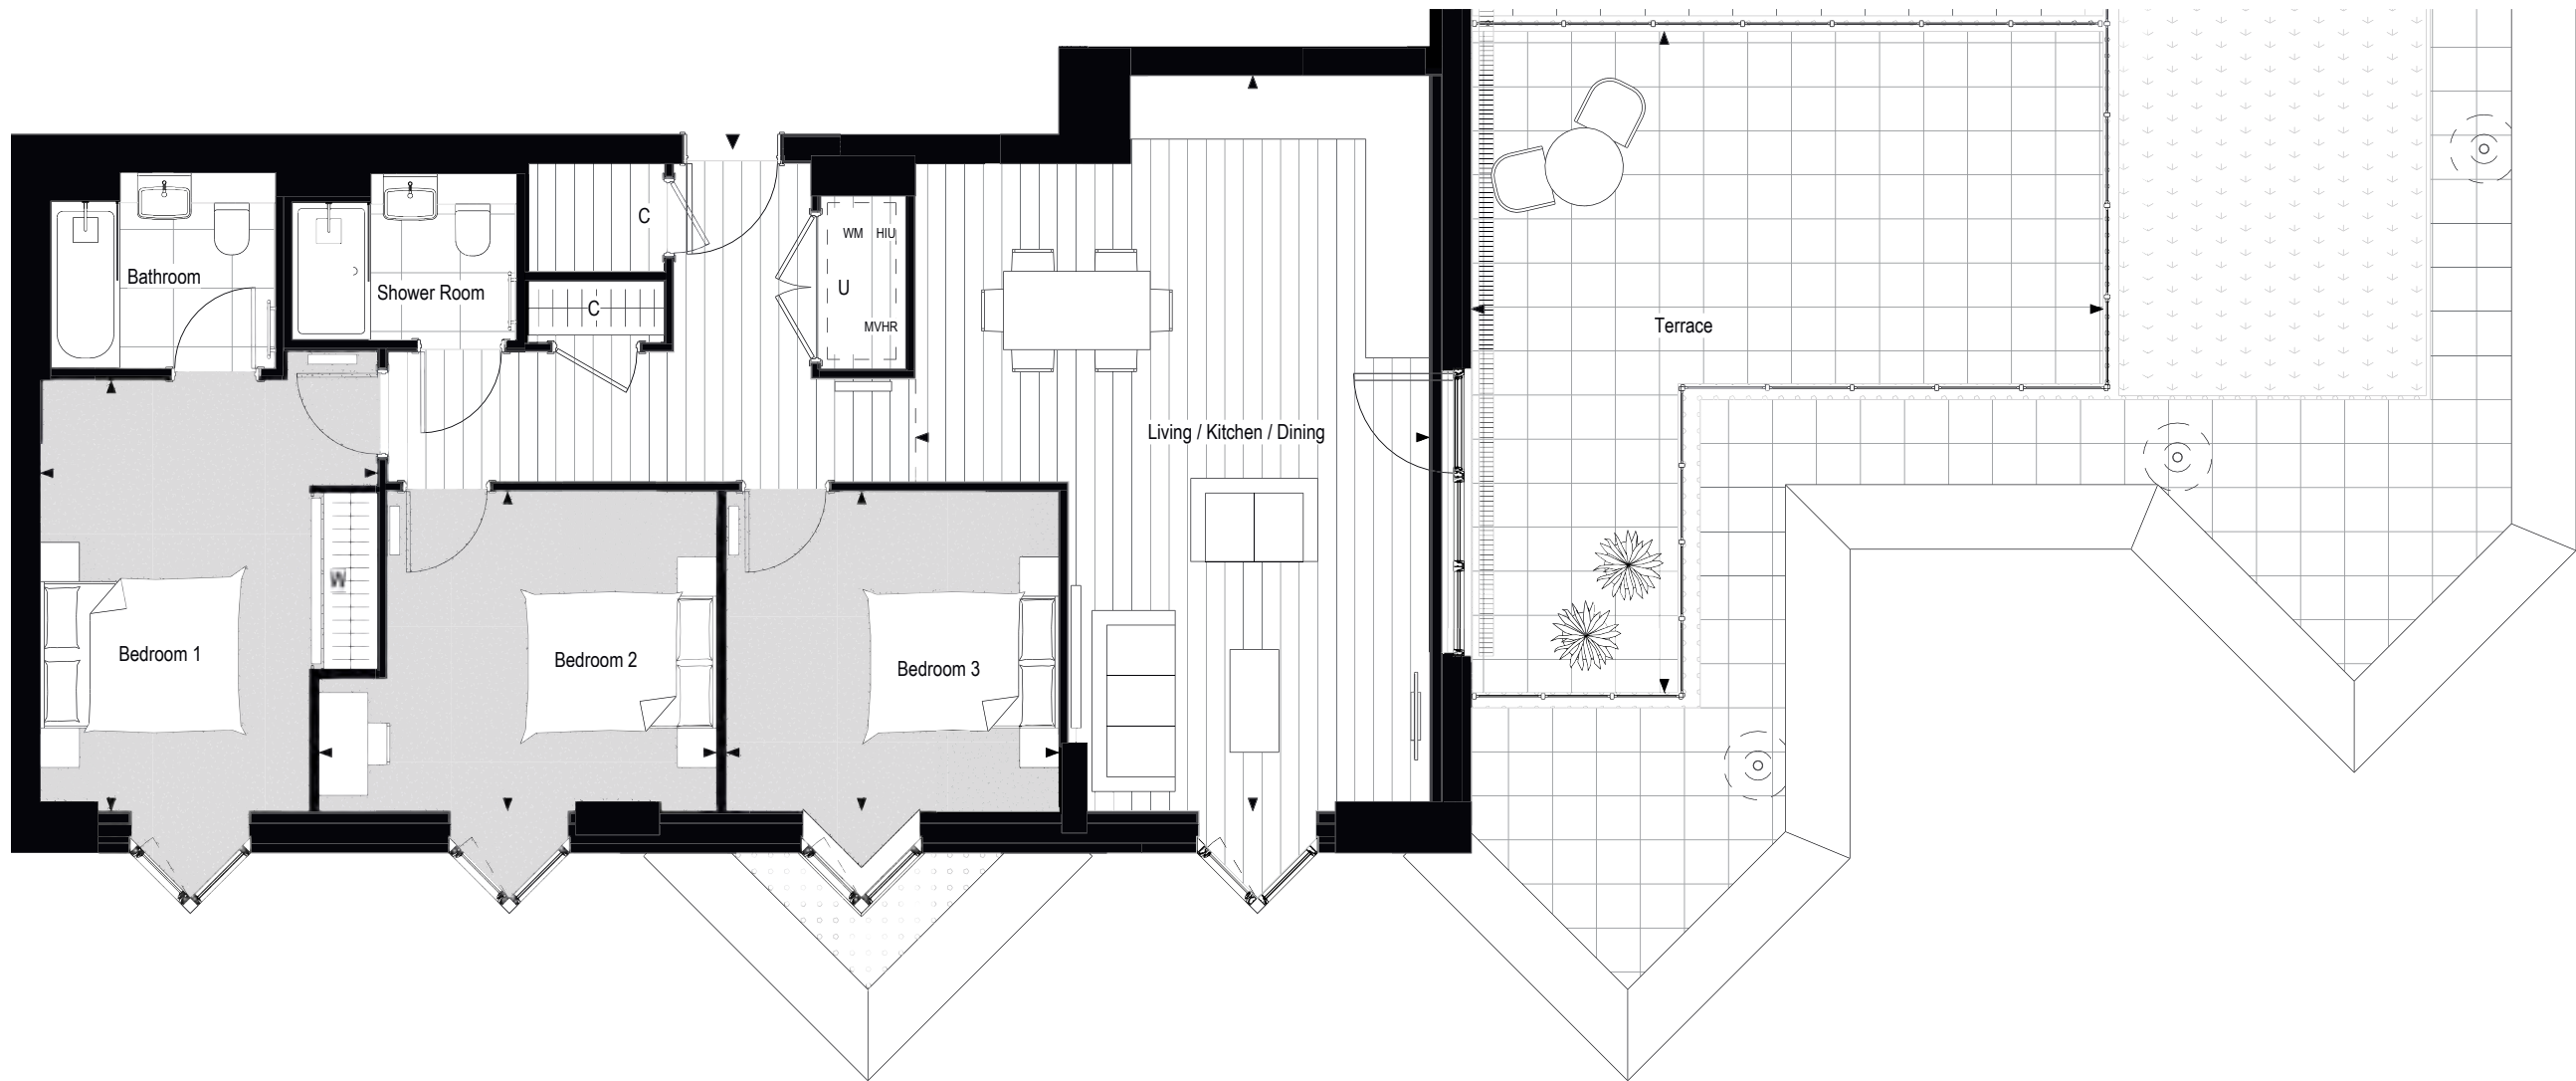 C
WM HIU
Bathroom
Shower Room
U
C
MVHR
Terrace
Living / Kitchen / Dining
W
Bedroom 1
Bedroom 2
Bedroom 3